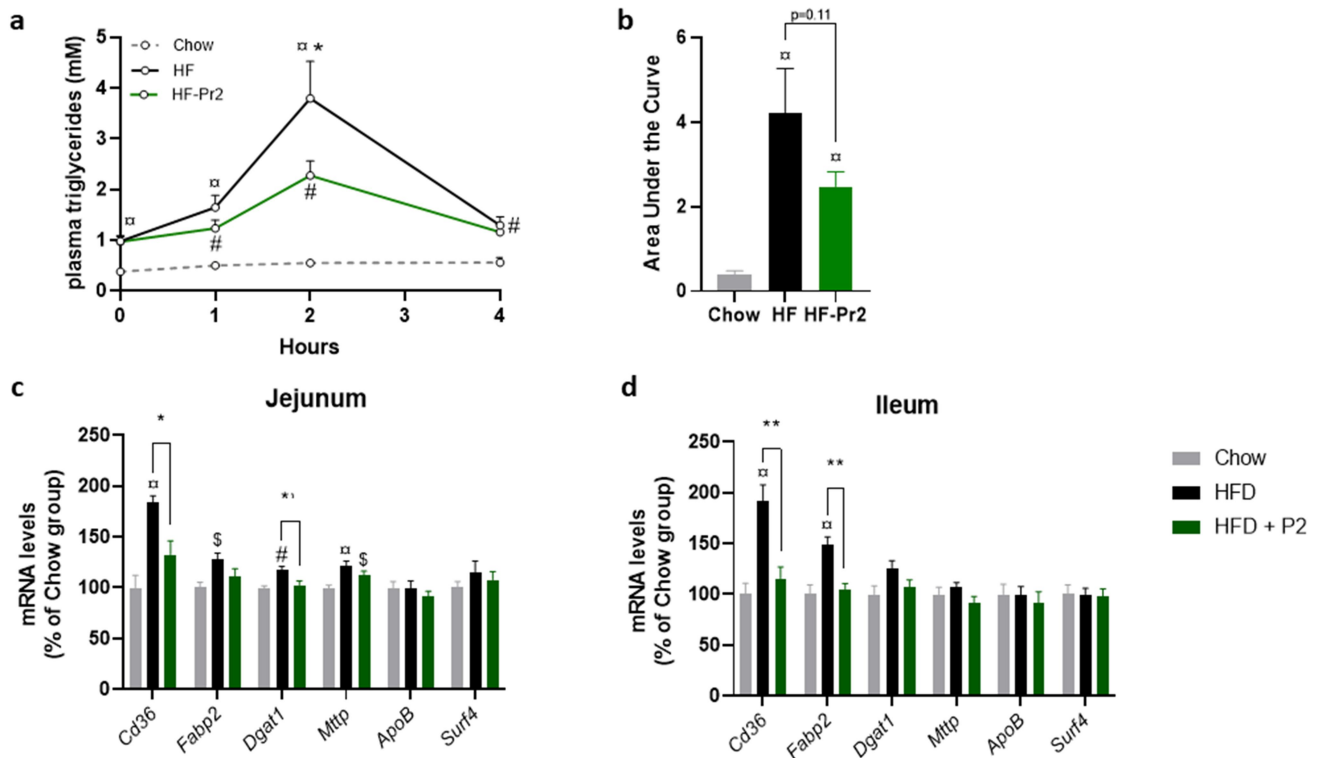 a
plasma triglycerides (mM)
5
4
3
2
1
0
Chow
HF
HF-Pr2
¤
¤
#
¤ *
#
#
0 1 2 3 4
Hours
b
Area Under the Curve
6
4
2
0
p=0.11
¤
¤
Chow HF HF-Pr2
c
Jejunum
mRNA levels
(% of Chow group)
250
200
150
100
50
0
*
¤
$
*
#
¤
$
Cd36 Fabp2 Dgat1 Mttp ApoB Surf4
d
Ileum
mRNA levels
(% of Chow group)
250
200
150
100
50
0
**
¤
**
¤
Cd36 Fabp2 Dgat1 Mttp ApoB Surf4
Chow
HFD
HFD + P2